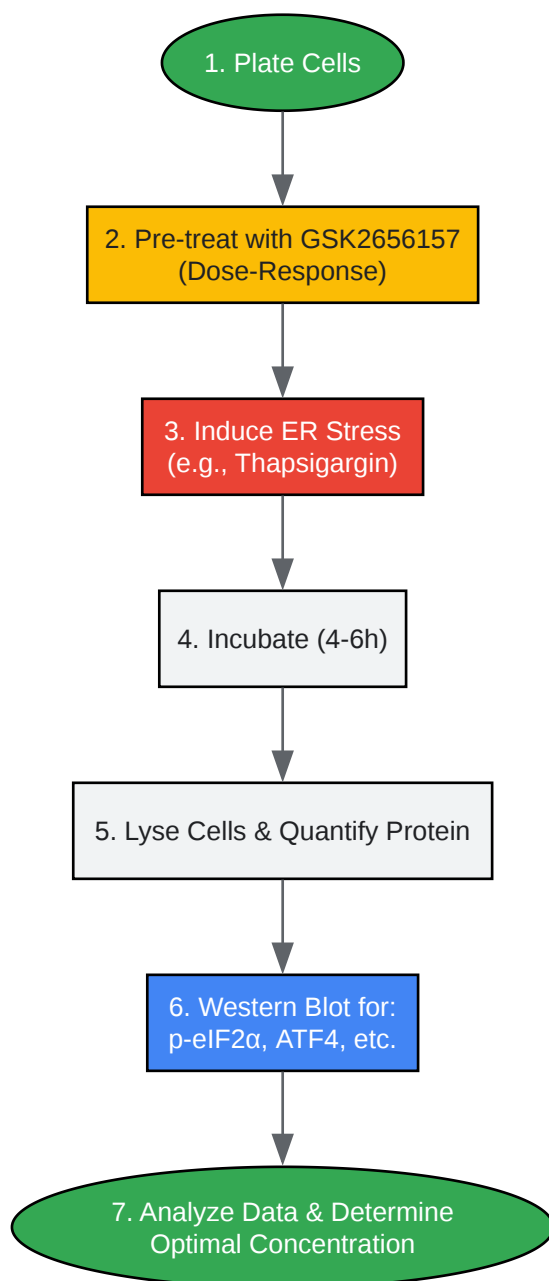 1. Plate Cells
2. Pre-treat with GSK2656157
(Dose-Response)
3. Induce ER Stress
(e.g., Thapsigargin)
4. Incubate (4-6h)
5. Lyse Cells & Quantify Protein
6. Western Blot for:
p-eIF2α, ATF4, etc.
7. Analyze Data & Determine
Optimal Concentration